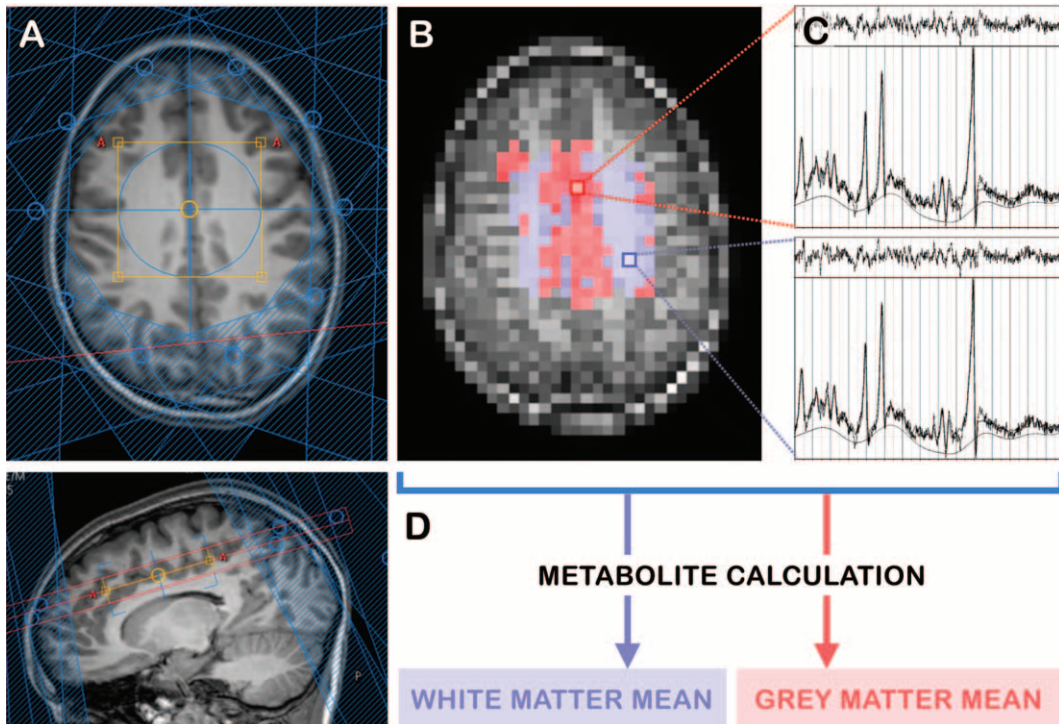 A
B
C
A
A
E/M
S
A
A
P
D
METABOLITE CALCULATION
WHITE MATTER MEAN
GREY MATTER MEAN